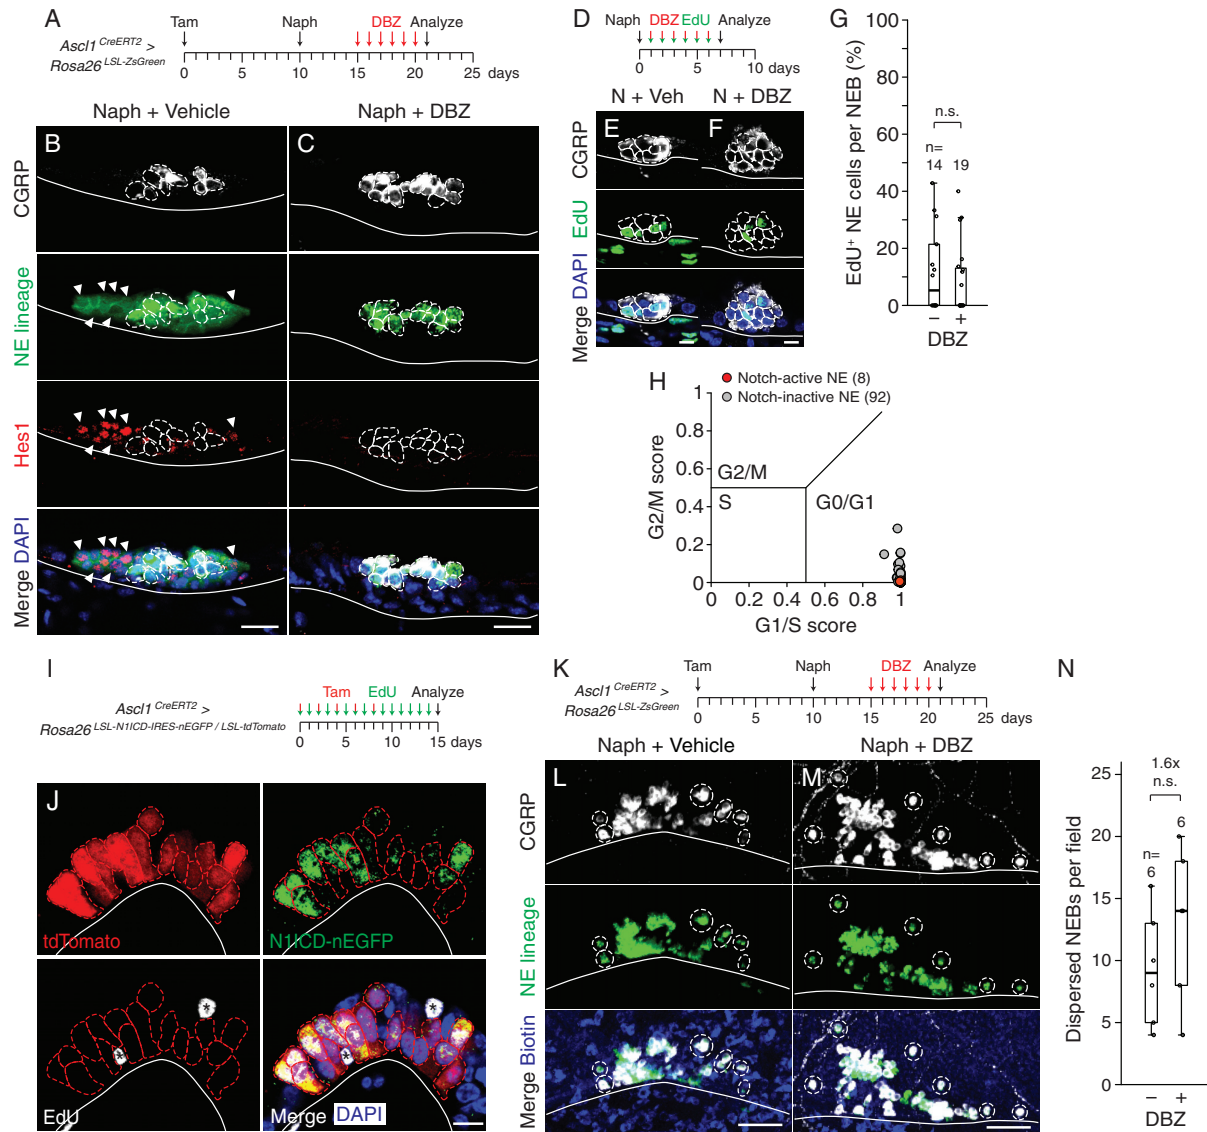 A
Tam
Naph
DBZ
Analyze
Ascl1 CreERT2 >
Rosa26 LSL-ZsGreen
0 5 10 15 20 25 days
Naph + Vehicle
Naph + DBZ
B
C
CGRP
NE lineage
Hes1
Merge DAPI
D
Naph DBZ EdU Analyze
0 5 10 days
N + Veh
N + DBZ
E
F
CGRP
EdU
Merge DAPI
G
EdU+ NE cells per NEB (%)
100
80
60
40
20
0
n.s.
n=
14 19
− +
DBZ
H
Notch-active NE (8)
Notch-inactive NE (92)
G2/M score
1
0.8
0.6
0.4
0.2
0
G2/M
S
G0/G1
0 0.2 0.4 0.6 0.8 1
G1/S score
I
Ascl1 CreERT2 >
Rosa26 LSL-N1ICD-IRES-nEGFP / LSL-tdTomato
Tam EdU Analyze
0 5 10 15 days
J
tdTomato
N1ICD-nEGFP
EdU
Merge DAPI
* * * *
K
Tam
Naph
DBZ
Analyze
Ascl1 CreERT2 >
Rosa26 LSL-ZsGreen
0 5 10 15 20 25 days
Naph + Vehicle
Naph + DBZ
L
M
CGRP
NE lineage
Merge Biotin
N
Dispersed NEBs per field
25
20
15
10
5
0
1.6x
n.s.
n=
6 6
− +
DBZ